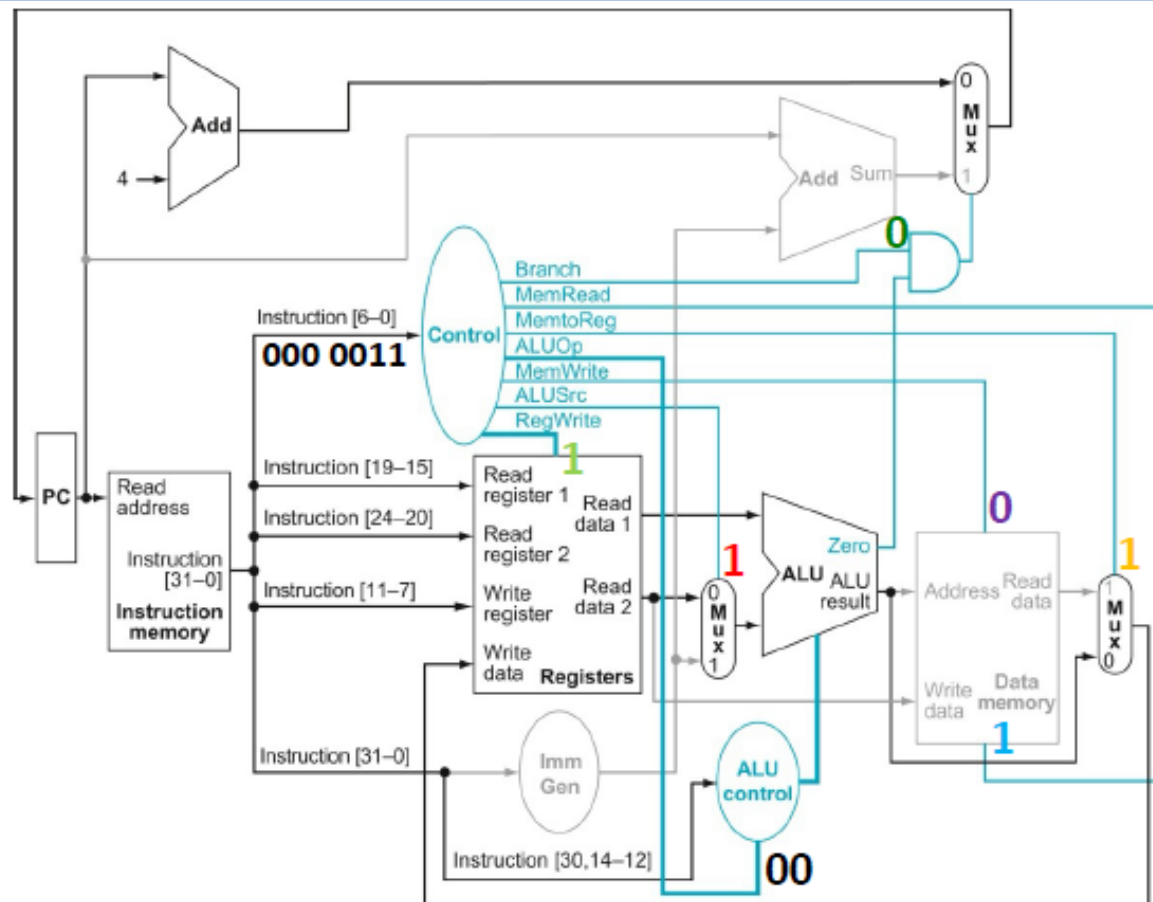 0
Mux
Add
4
Add Sum
1
0
Branch
MemRead
Instruction [6–0]
MemtoReg
Control
000 0011
ALUOp
MemWrite
ALUSrc
RegWrite
1
PC
Read
address
Instruction
[31–0]
Instruction
memory
Instruction [19–15]
Instruction [24–20]
Instruction [11–7]
Read
register 1
Read
data 1
Read
register 2
Write
register
Read
data 2
Write
data
Registers
1
0
Mux
1
Zero
ALU
ALU
result
0
Address
Read
data
Write
data
Data
memory
1
1
1
Mux
0
Instruction [31–0]
Imm
Gen
ALU
control
Instruction [30,14–12]
00